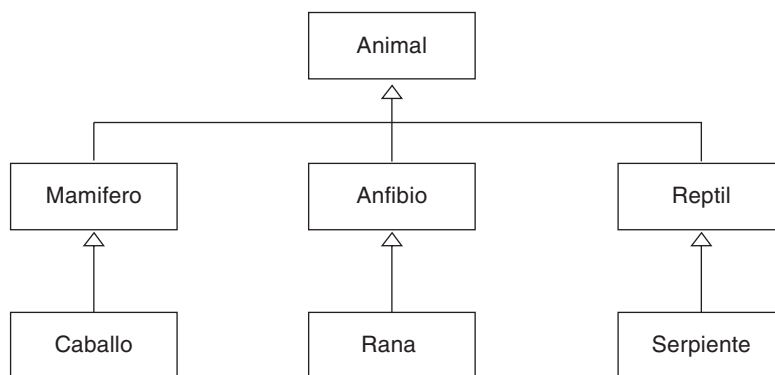 Animal
Mamifero
Anfibio
Reptil
Caballo
Rana
Serpiente